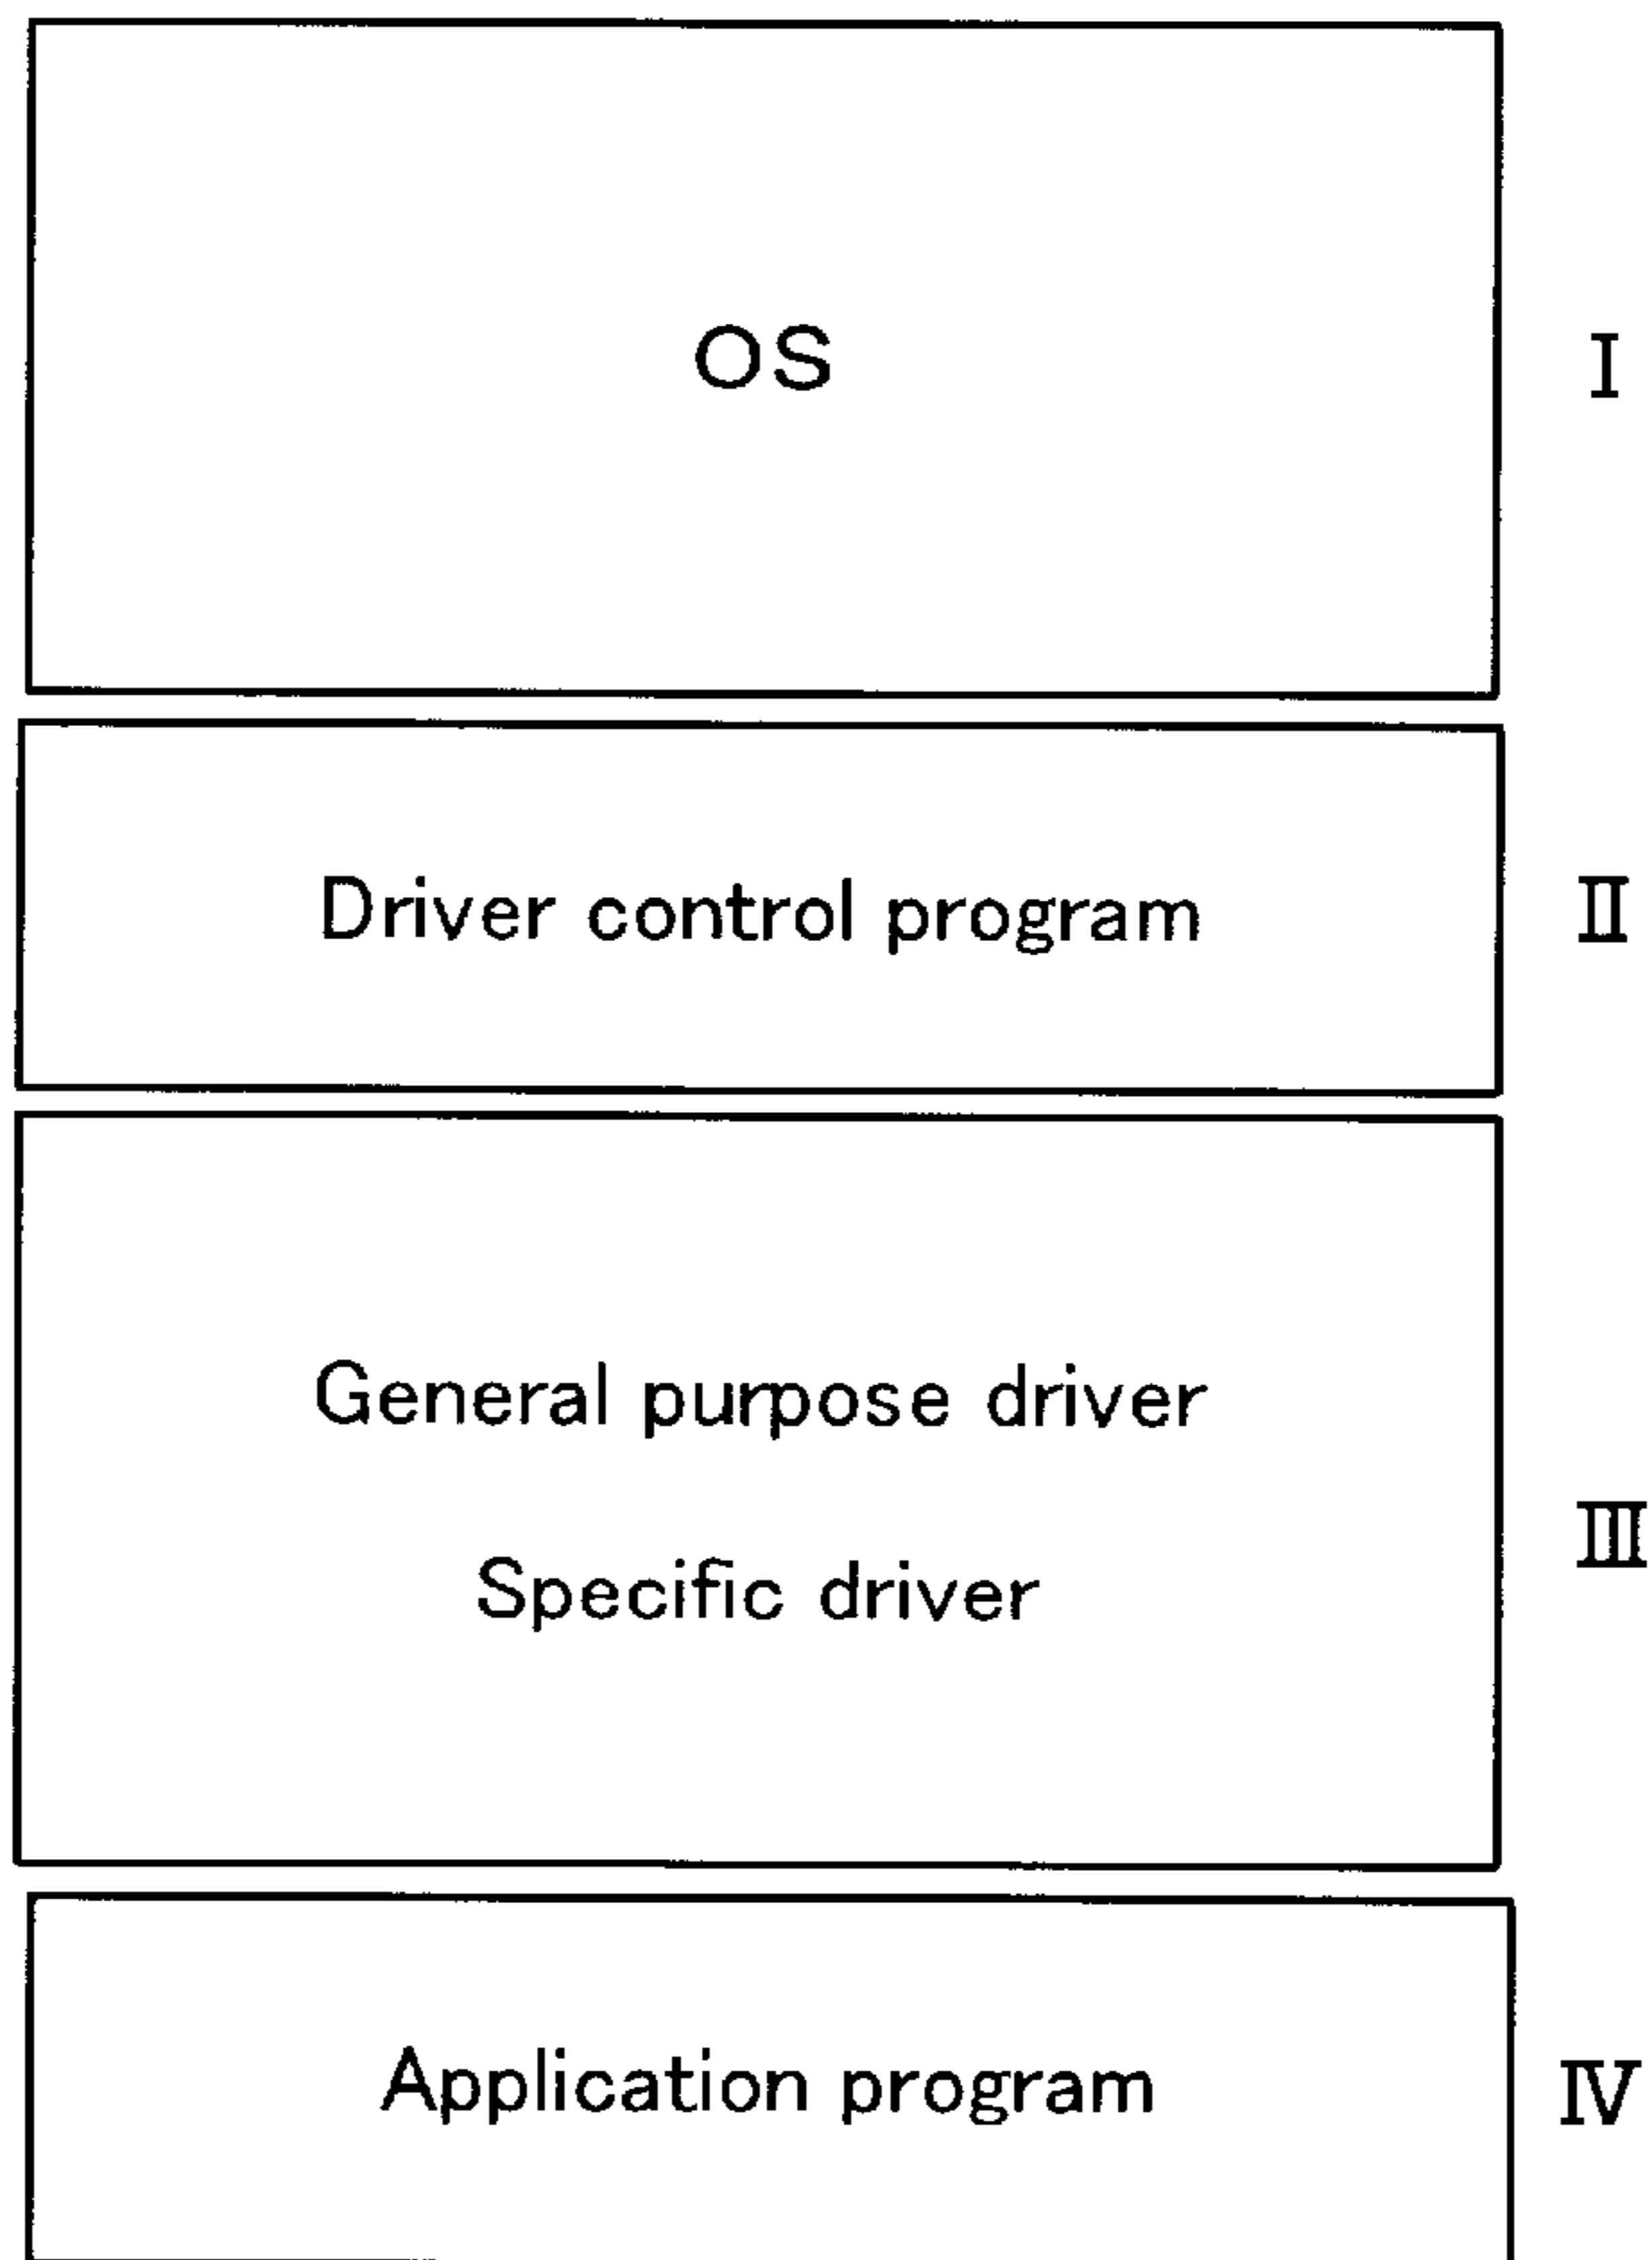 OS
I
Driver control program
II
General purpose driver
III
Specific driver
Application program
IV